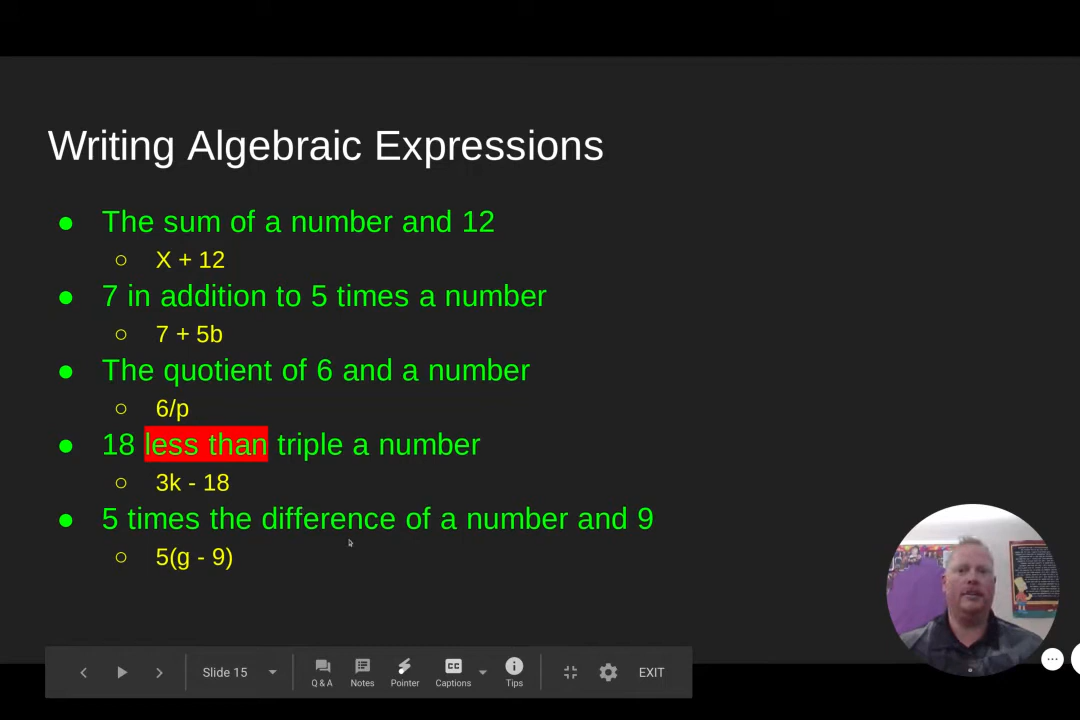 Writing Algebraic Expressions
The sum of a number and 12
X + 12
7 in addition to 5 times a number
7 + 5b
The quotient of 6 and a number
6/p
18 less than triple a number
3k - 18
5 times the difference of a number and 9
5(g - 9)
Slide 15
Q & A
Notes
Pointer
CC
Captions
Tips
EXIT